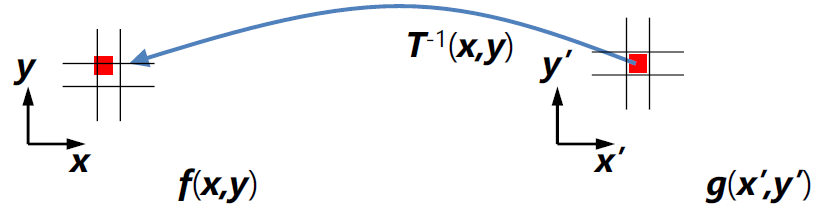 T⁻¹(x,y)
y
y′
x
x′
f(x,y)
g(x′,y′)